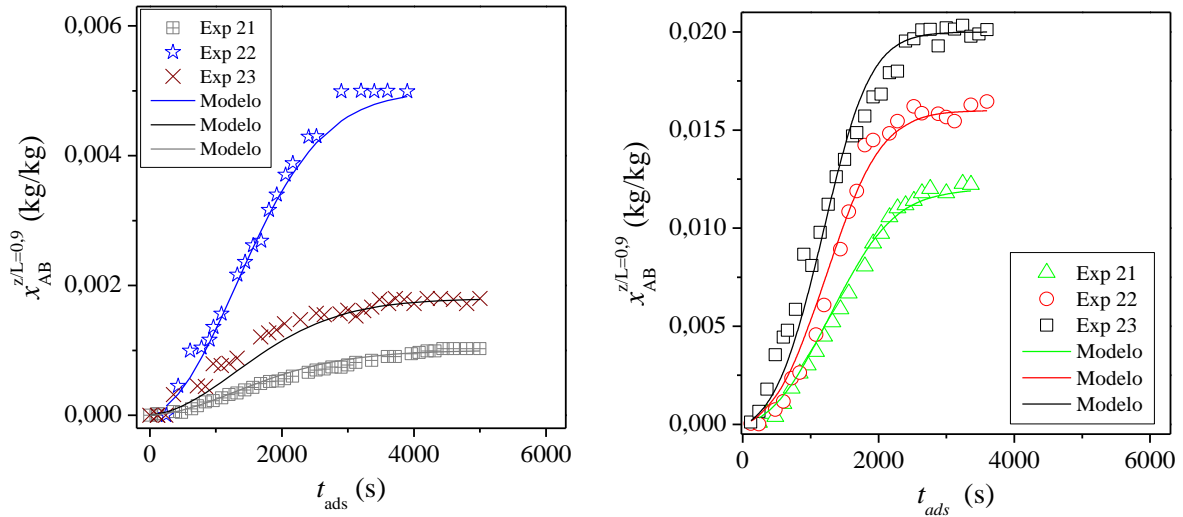 0,006
0,004
0,002
0,000
x_AB^z/L=0,9 (kg/kg)
Exp 21
Exp 22
Exp 23
Modelo
Modelo
Modelo
0 2000 4000 6000
t_ads (s)
0,020
0,015
0,010
0,005
0,000
x_AB^z/L=0,9 (kg/kg)
Exp 21
Exp 22
Exp 23
Modelo
Modelo
Modelo
0 2000 4000 6000
t_ads (s)